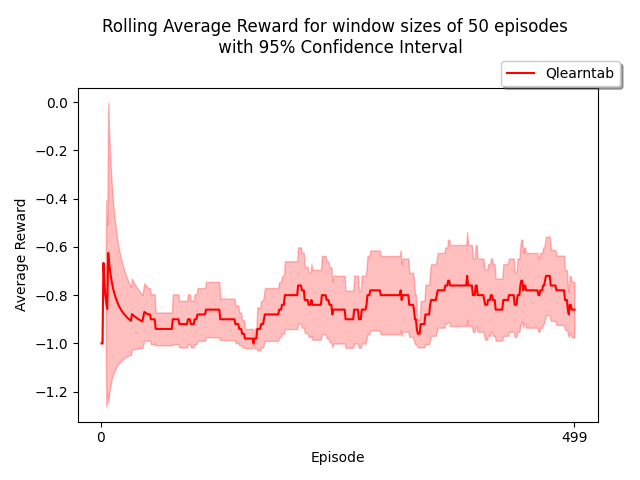 Rolling Average Reward for window sizes of 50 episodes
with 95% Confidence Interval
Qlearntab
0.0
−0.2
−0.4
−0.6
−0.8
−1.0
−1.2
Average Reward
0 499
Episode